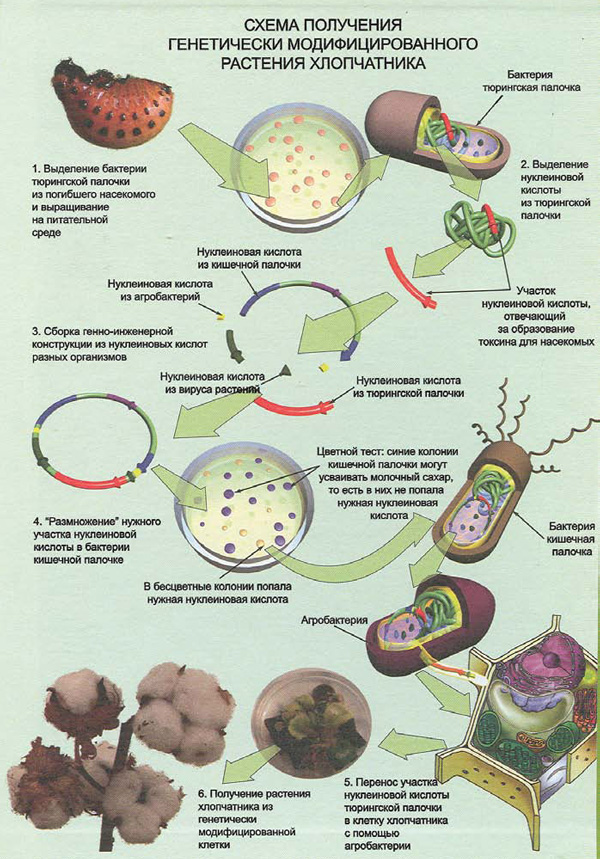 СХЕМА ПОЛУЧЕНИЯ
ГЕНЕТИЧЕСКИ МОДИФИЦИРОВАННОГО
РАСТЕНИЯ ХЛОПЧАТНИКА
Бактерия
тюрингская палочка
1. Выделение бактерии
тюрингской палочки
из погибшего насекомого
и выращивание
на питательной
среде
2. Выделение
нуклеиновой
кислоты
из тюрингской
палочки
Нуклеиновая кислота
из кишечной палочки
Нуклеиновая кислота
из агробактерий
Участок
нуклеиновой кислоты,
отвечающий
за образование
токсина для насекомых
3. Сборка генно-инженерной
конструкции из нуклеиновых кислот
разных организмов
Нуклеиновая кислота
из вируса растений
Нуклеиновая кислота
из тюрингской палочки
Цветной тест: синие колонии
кишечной палочки могут
усваивать молочный сахар,
то есть в них не попала
нужная нуклеиновая
кислота
4. "Размножение" нужного
участка нуклеиновой
кислоты в бактерии
кишечной палочке
Бактерия
кишечная
палочка
В бесцветные колонии попала
нужная нуклеиновая кислота
Агробактерия
6. Получение растения
хлопчатника из
генетически
модифицированной
клетки
5. Перенос участка
нуклеиновой кислоты
тюрингской палочки
в клетку хлопчатника
с помощью
агробактерии